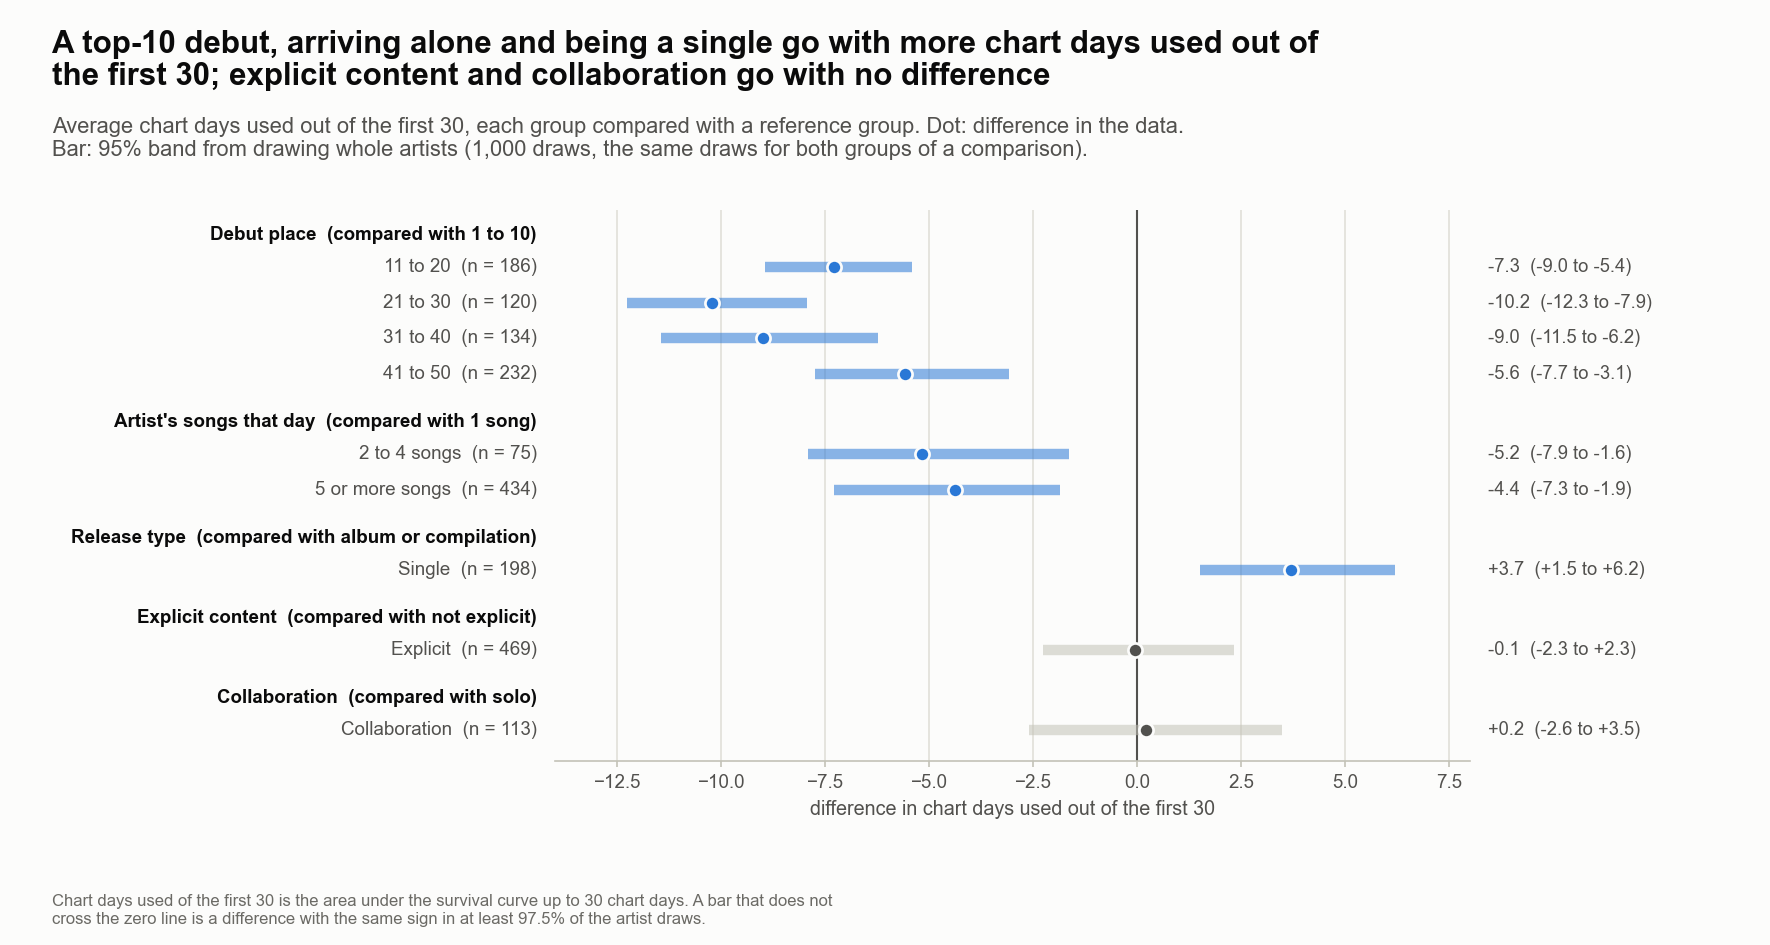 A top-10 debut, arriving alone and being a single go with more chart days used out of
the first 30; explicit content and collaboration go with no difference
Average chart days used out of the first 30, each group compared with a reference group. Dot: difference in the data.
Bar: 95% band from drawing whole artists (1,000 draws, the same draws for both groups of a comparison).
Debut place (compared with 1 to 10)
11 to 20 (n = 186) -7.3 (-9.0 to -5.4)
21 to 30 (n = 120) -10.2 (-12.3 to -7.9)
31 to 40 (n = 134) -9.0 (-11.5 to -6.2)
41 to 50 (n = 232) -5.6 (-7.7 to -3.1)
Artist's songs that day (compared with 1 song)
2 to 4 songs (n = 75) -5.2 (-7.9 to -1.6)
5 or more songs (n = 434) -4.4 (-7.3 to -1.9)
Release type (compared with album or compilation)
Single (n = 198) +3.7 (+1.5 to +6.2)
Explicit content (compared with not explicit)
Explicit (n = 469) -0.1 (-2.3 to +2.3)
Collaboration (compared with solo)
Collaboration (n = 113) +0.2 (-2.6 to +3.5)
−12.5 −10.0 −7.5 −5.0 −2.5 0.0 2.5 5.0 7.5
difference in chart days used out of the first 30
Chart days used of the first 30 is the area under the survival curve up to 30 chart days. A bar that does not
cross the zero line is a difference with the same sign in at least 97.5% of the artist draws.